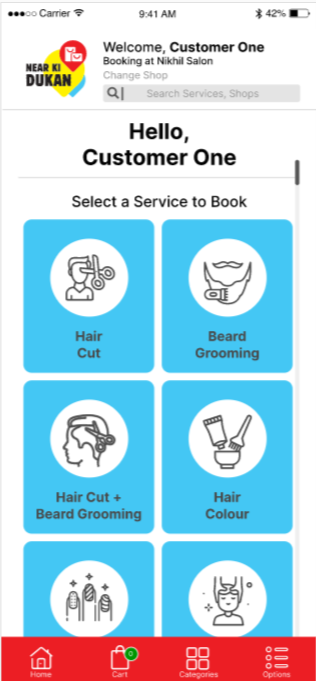 Carrier 9:41 AM 42%
NEAR KI
DUKAN
Welcome, Customer One
Booking at Nikhil Salon
Change Shop
Search Services, Shops
Hello,
Customer One
Select a Service to Book
Hair
Cut
Beard
Grooming
Hair Cut +
Beard Grooming
Hair
Colour
0
Home
Cart
Categories
Options